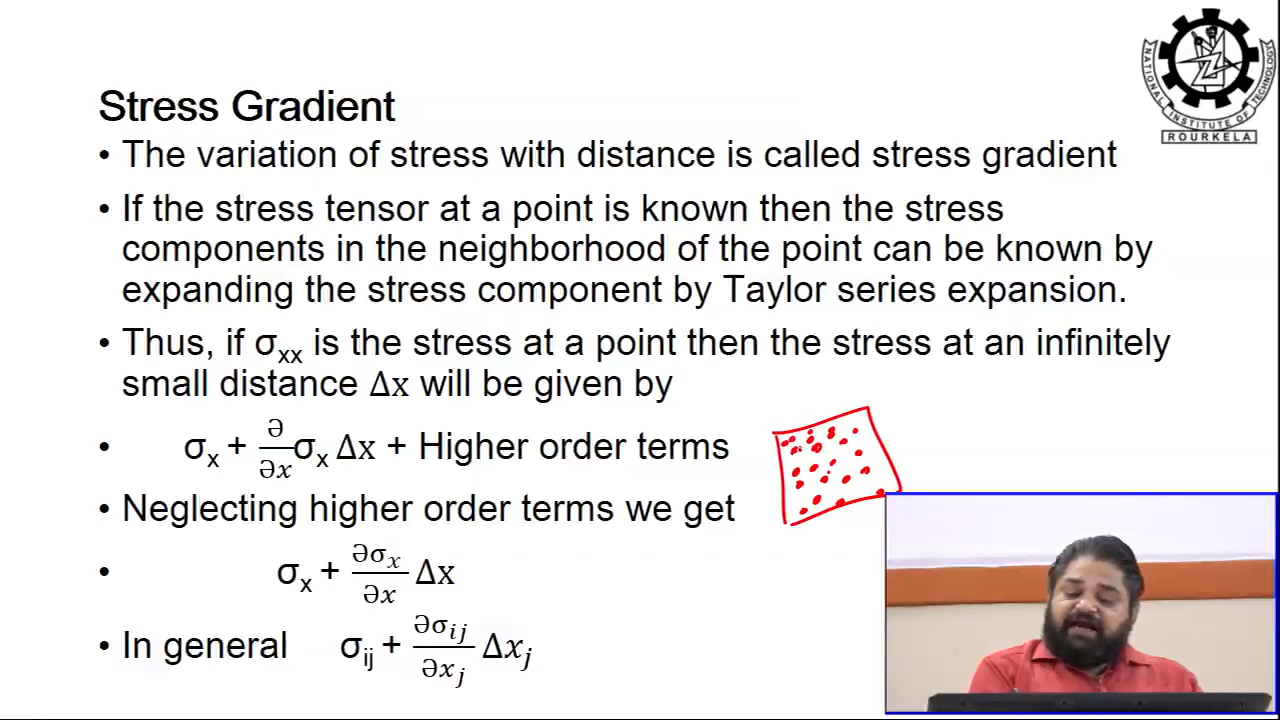 NATIONAL INSTITUTE OF TECHNOLOGY
ROURKELA
Stress Gradient
• The variation of stress with distance is called stress gradient
• If the stress tensor at a point is known then the stress
components in the neighborhood of the point can be known by
expanding the stress component by Taylor series expansion.
• Thus, if σxx is the stress at a point then the stress at an infinitely
small distance Δx will be given by
• σx + ∂/∂x σx Δx + Higher order terms
• Neglecting higher order terms we get
• σx + ∂σx/∂x Δx
• In general σij + ∂σij/∂xj Δxj